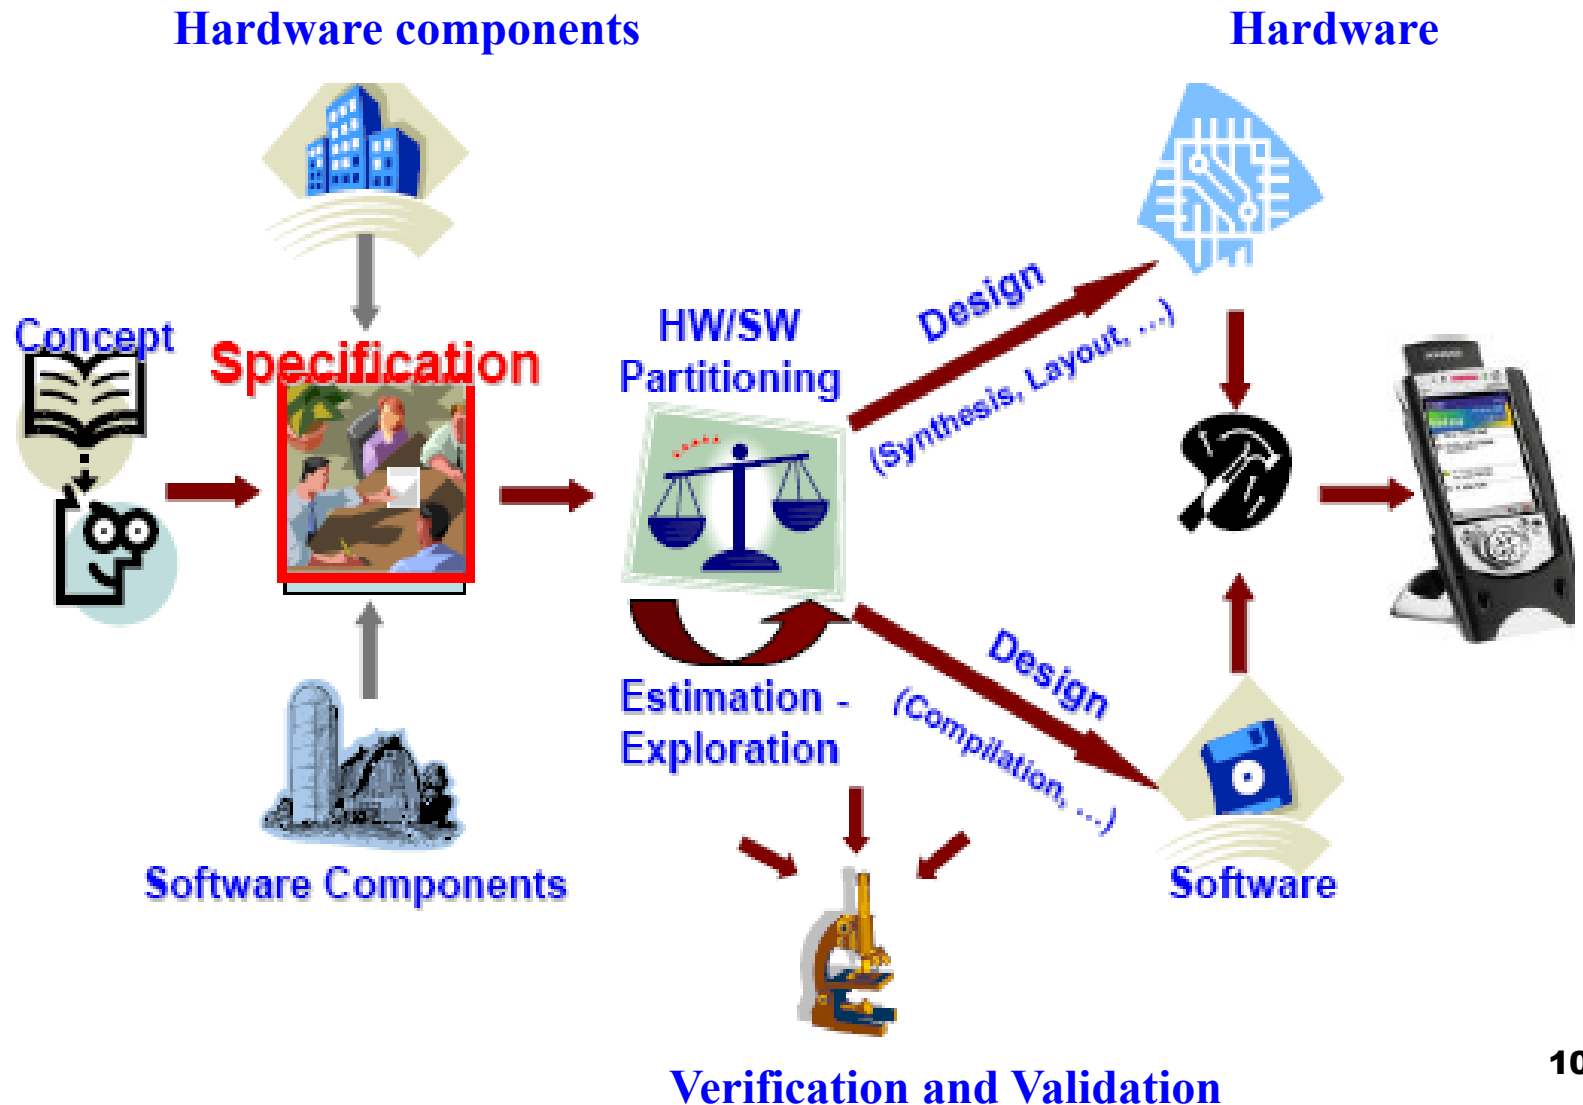 Hardware components
Hardware
Concept
Specification
HW/SW
Partitioning
Design
(Synthesis, Layout, ...)
Estimation -
Exploration
Design
(Compilation, ...)
Software Components
Software
Verification and Validation
10